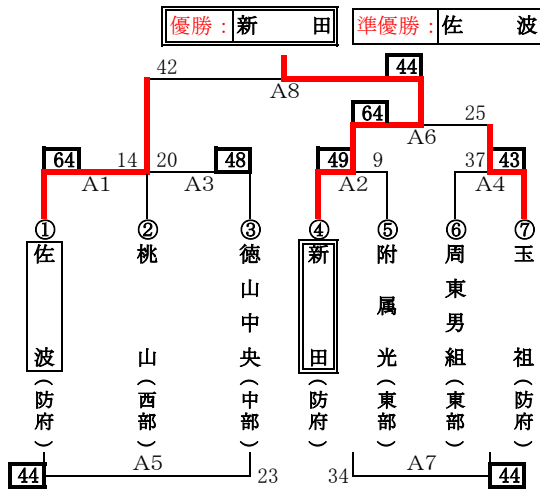 優勝：新 田 準優勝：佐 波
42 44
A8
64 25
A6
64 14 20 48 49 9 37 43
A1 A3 A2 A4
① ② ③ ④ ⑤ ⑥ ⑦
佐波（防府）
桃山（西部）
徳山中央（中部）
新田（防府）
附属光（東部）
周東男組（東部）
玉祖（防府）
44 A5 23 34 A7 44